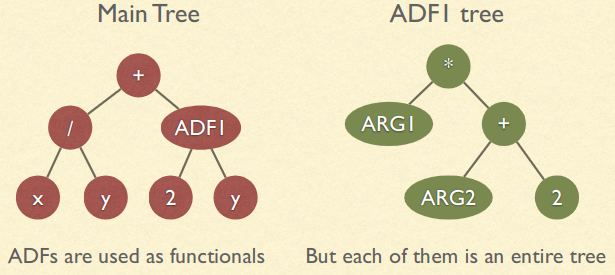 Main Tree
ADF1 tree
+
*
/
ADF1
ARG1
+
x
y
2
y
ARG2
2
ADFs are used as functionals
But each of them is an entire tree